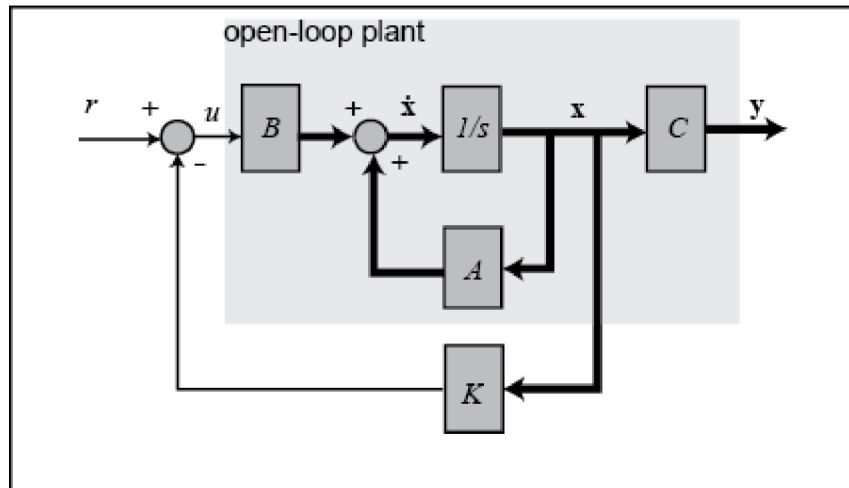 open-loop plant
r + u B + ẋ 1/s x C y
- +
A
K